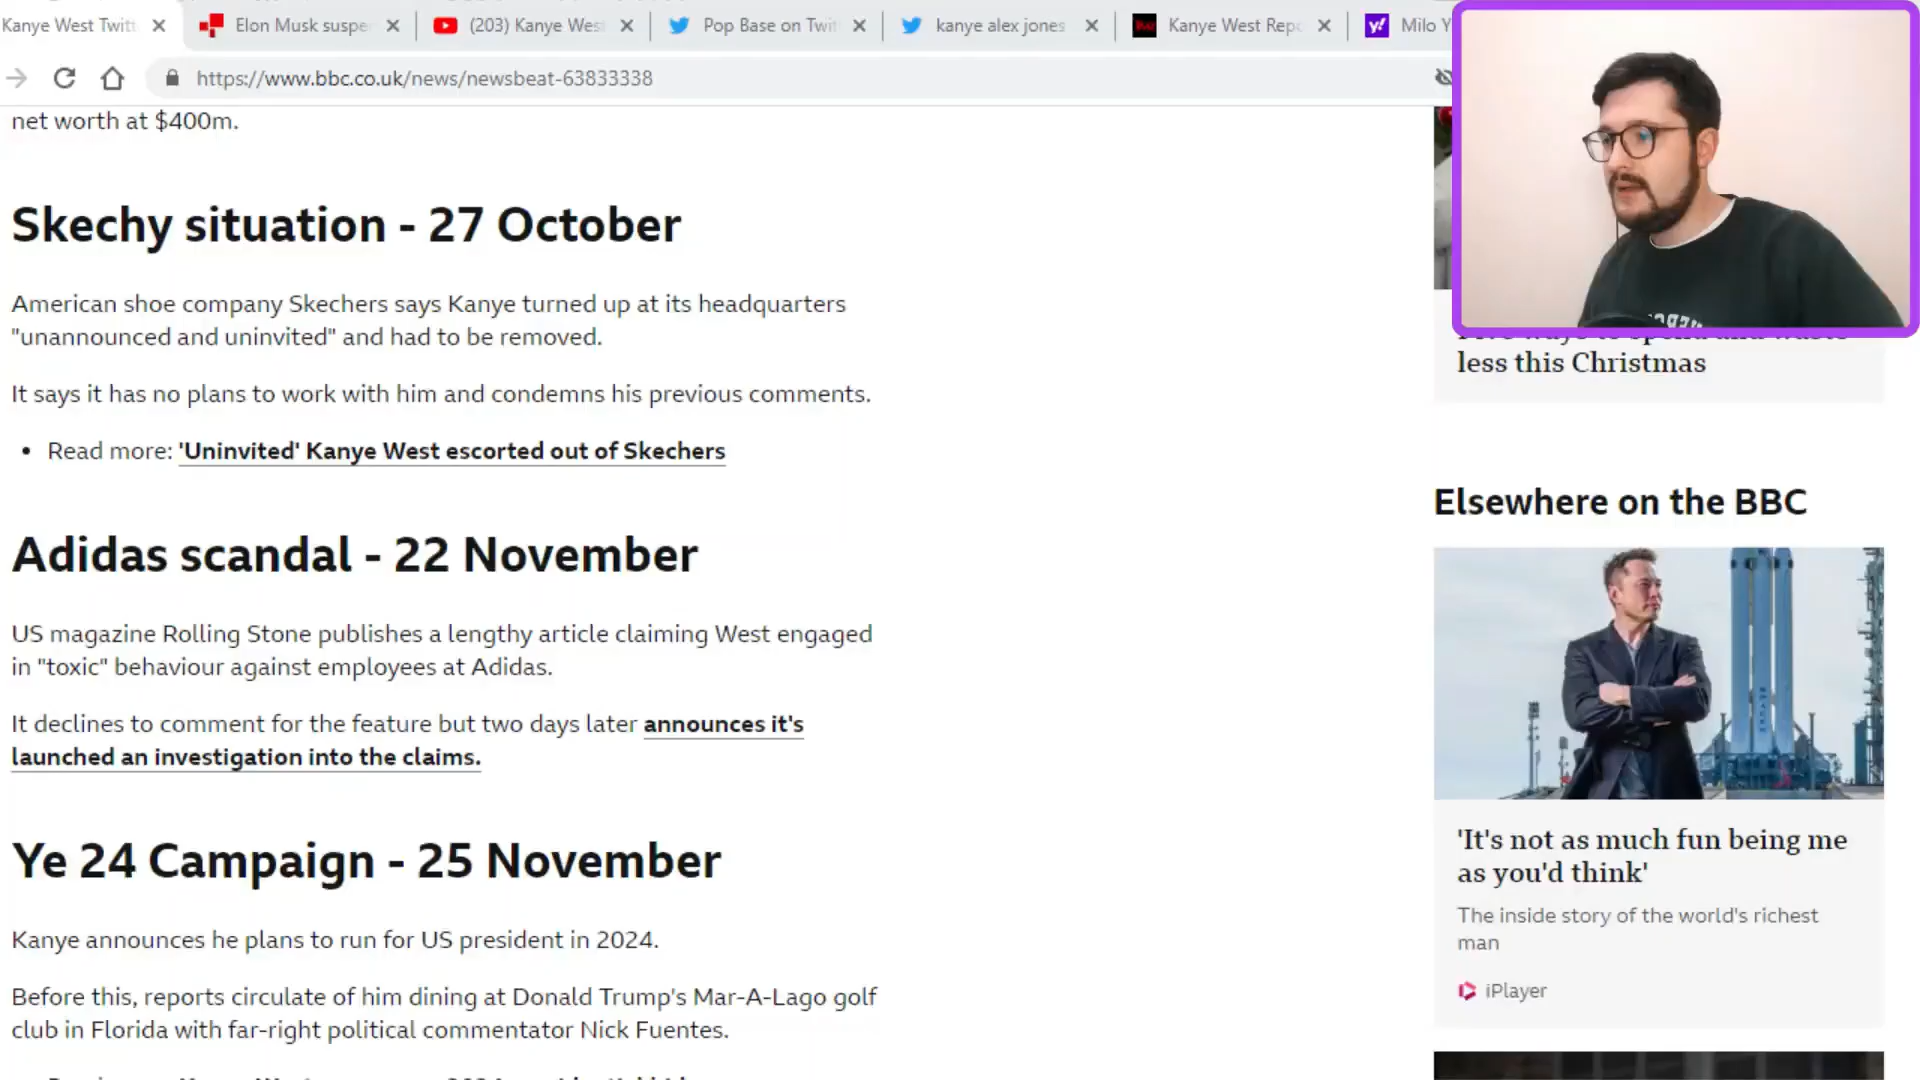 Kanye West Twitt
Elon Musk suspe
(203) Kanye Wes
Pop Base on Twit
kanye alex jones
Kanye West Repo
Milo Y
https://www.bbc.co.uk/news/newsbeat-63833338
net worth at $400m.
Skechy situation - 27 October
American shoe company Skechers says Kanye turned up at its headquarters
"unannounced and uninvited" and had to be removed.
It says it has no plans to work with him and condemns his previous comments.
• Read more: 'Uninvited' Kanye West escorted out of Skechers
Adidas scandal - 22 November
US magazine Rolling Stone publishes a lengthy article claiming West engaged
in "toxic" behaviour against employees at Adidas.
It declines to comment for the feature but two days later announces it's
launched an investigation into the claims.
Ye 24 Campaign - 25 November
Kanye announces he plans to run for US president in 2024.
Before this, reports circulate of him dining at Donald Trump's Mar-A-Lago golf
club in Florida with far-right political commentator Nick Fuentes.
less this Christmas
Elsewhere on the BBC
'It's not as much fun being me
as you'd think'
The inside story of the world's richest
man
iPlayer